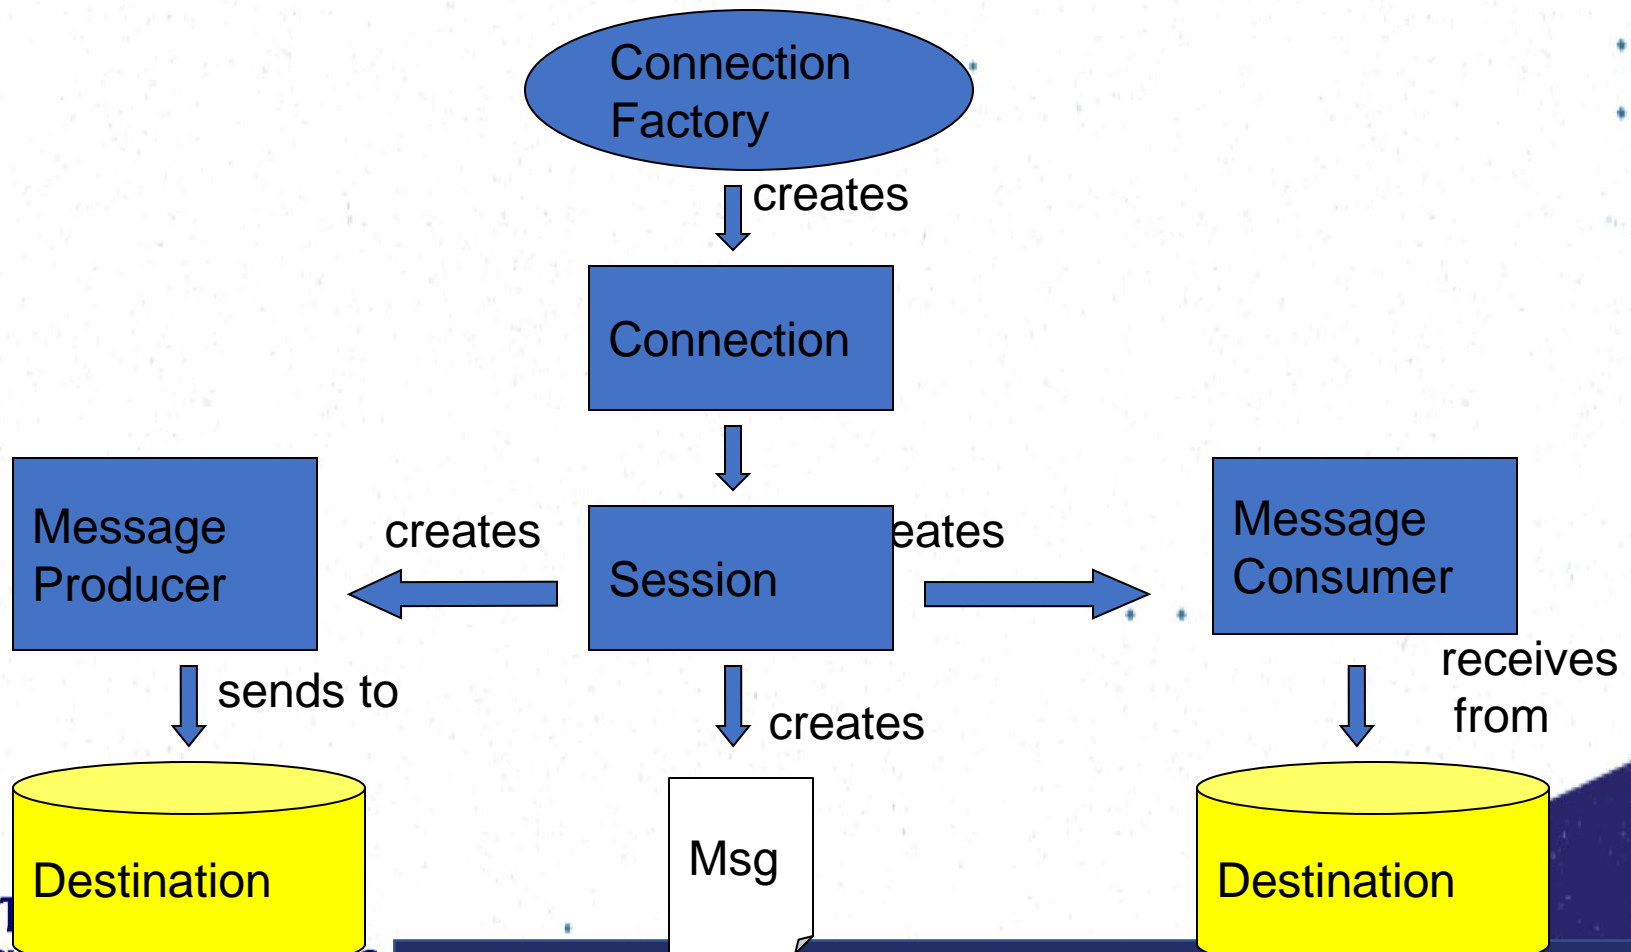 Connection
Factory
creates
Connection
Message
Producer
creates
Session
eates
Message
Consumer
sends to
creates
receives
from
Destination
Msg
Destination